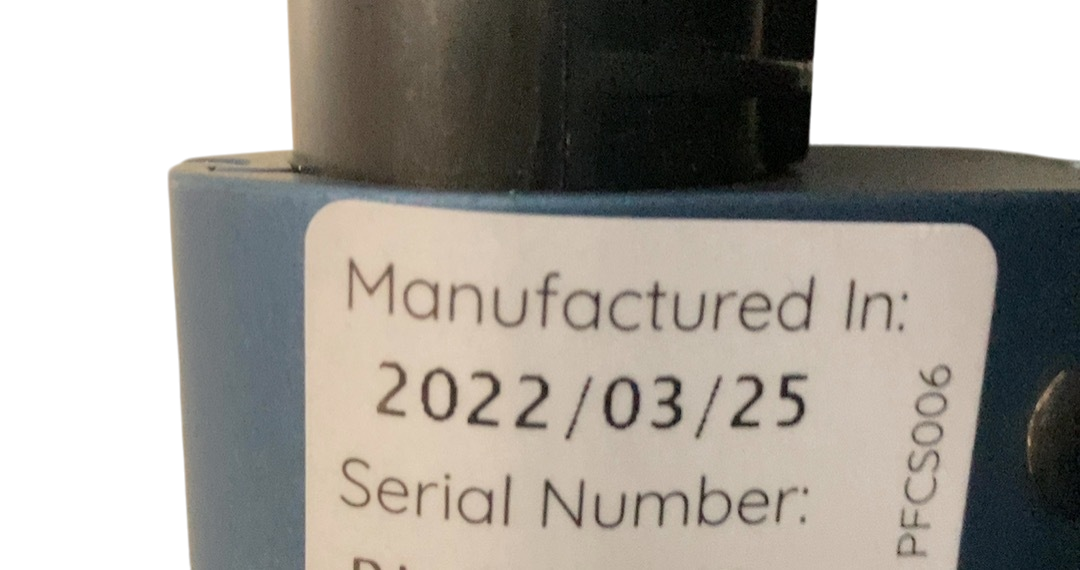 Manufactured In:
2022/03/25
Serial Number:
PFCS006